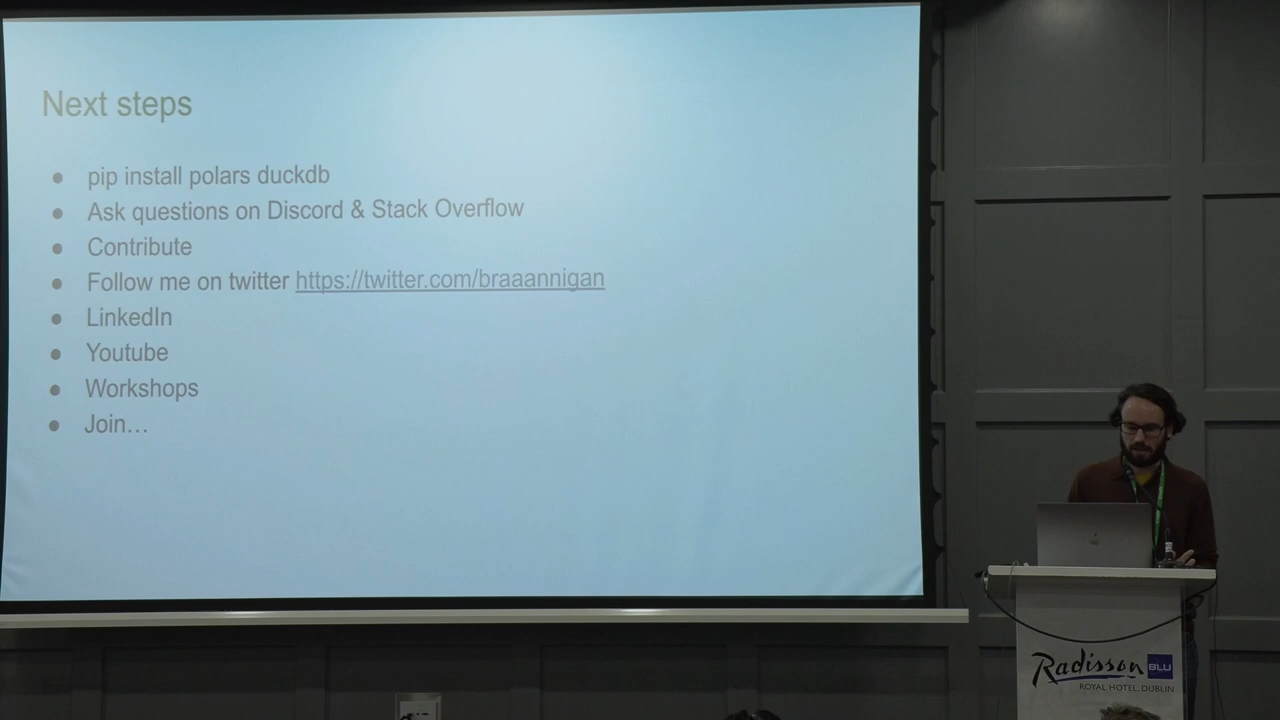 Next steps
● pip install polars duckdb
● Ask questions on Discord & Stack Overflow
● Contribute
● Follow me on twitter https://twitter.com/braaannigan
● LinkedIn
● Youtube
● Workshops
● Join…
Radisson BLU
ROYAL HOTEL, DUBLIN